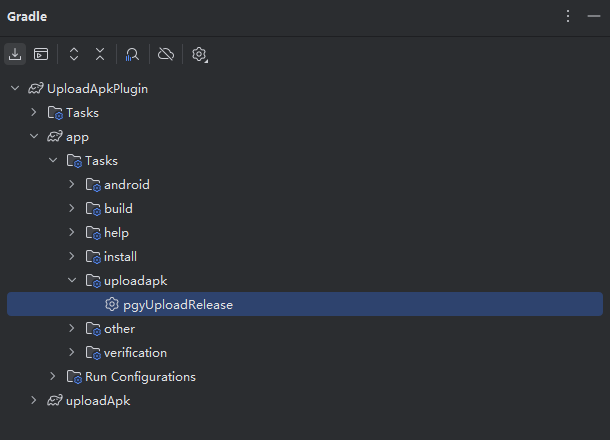 Gradle
UploadApkPlugin
Tasks
app
Tasks
android
build
help
install
uploadapk
pgyUploadRelease
other
verification
Run Configurations
uploadApk